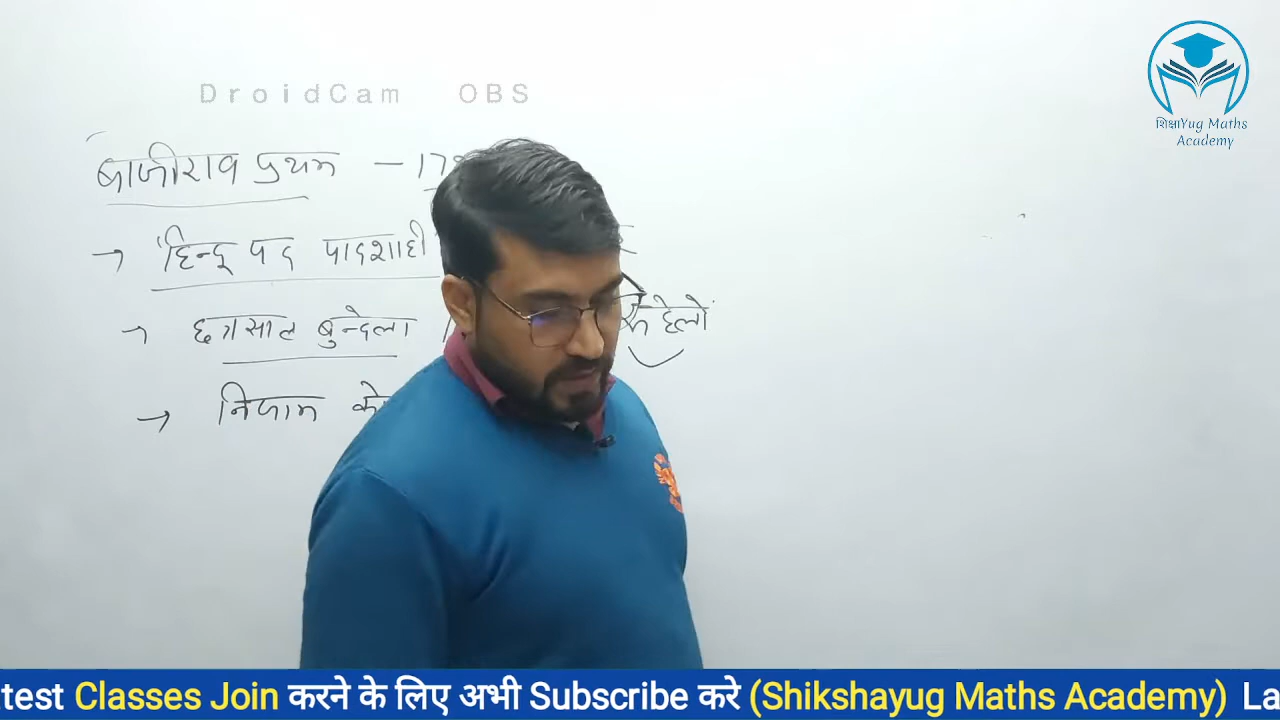 DroidCam OBS
शिक्षाYug Maths
Academy
बाजीराव प्रथम – 17
→ 'हिन्दू पद पादशाही
→ छत्रसाल बुन्देला
→ निजाम को
test Classes Join करने के लिए अभी Subscribe करे (Shikshayug Maths Academy) La